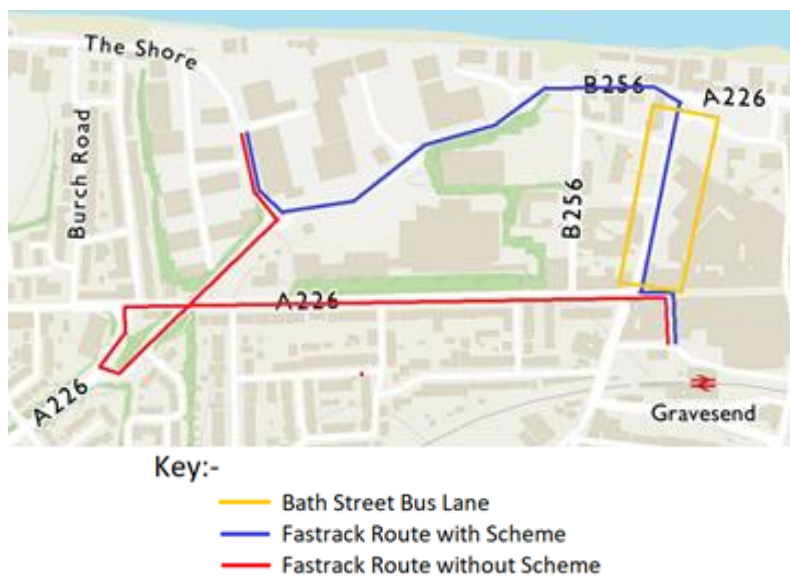 The Shore
B256
A226
Burch Road
B256
A226
A226
Gravesend
Key:-
Bath Street Bus Lane
Fastrack Route with Scheme
Fastrack Route without Scheme